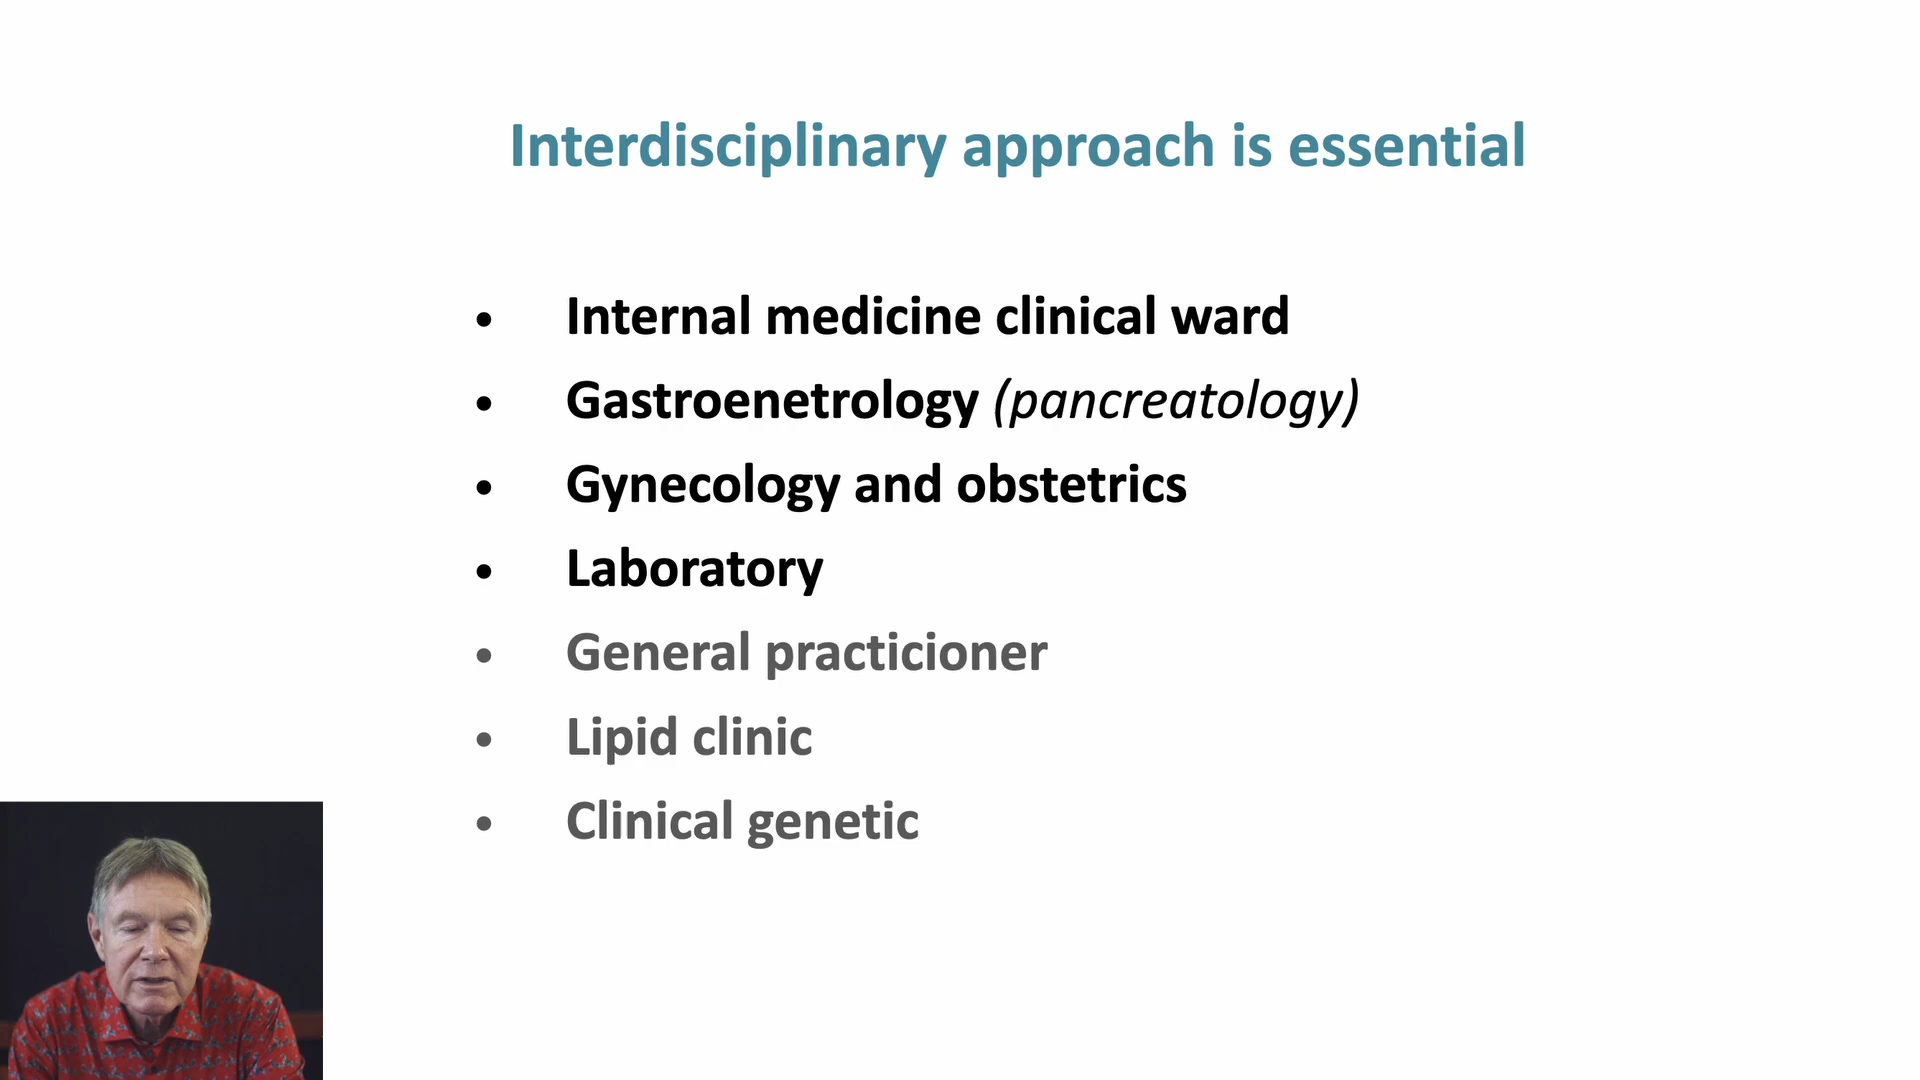 Interdisciplinary approach is essential
• Internal medicine clinical ward
• Gastroenetrology (pancreatology)
• Gynecology and obstetrics
• Laboratory
• General practicioner
• Lipid clinic
• Clinical genetic